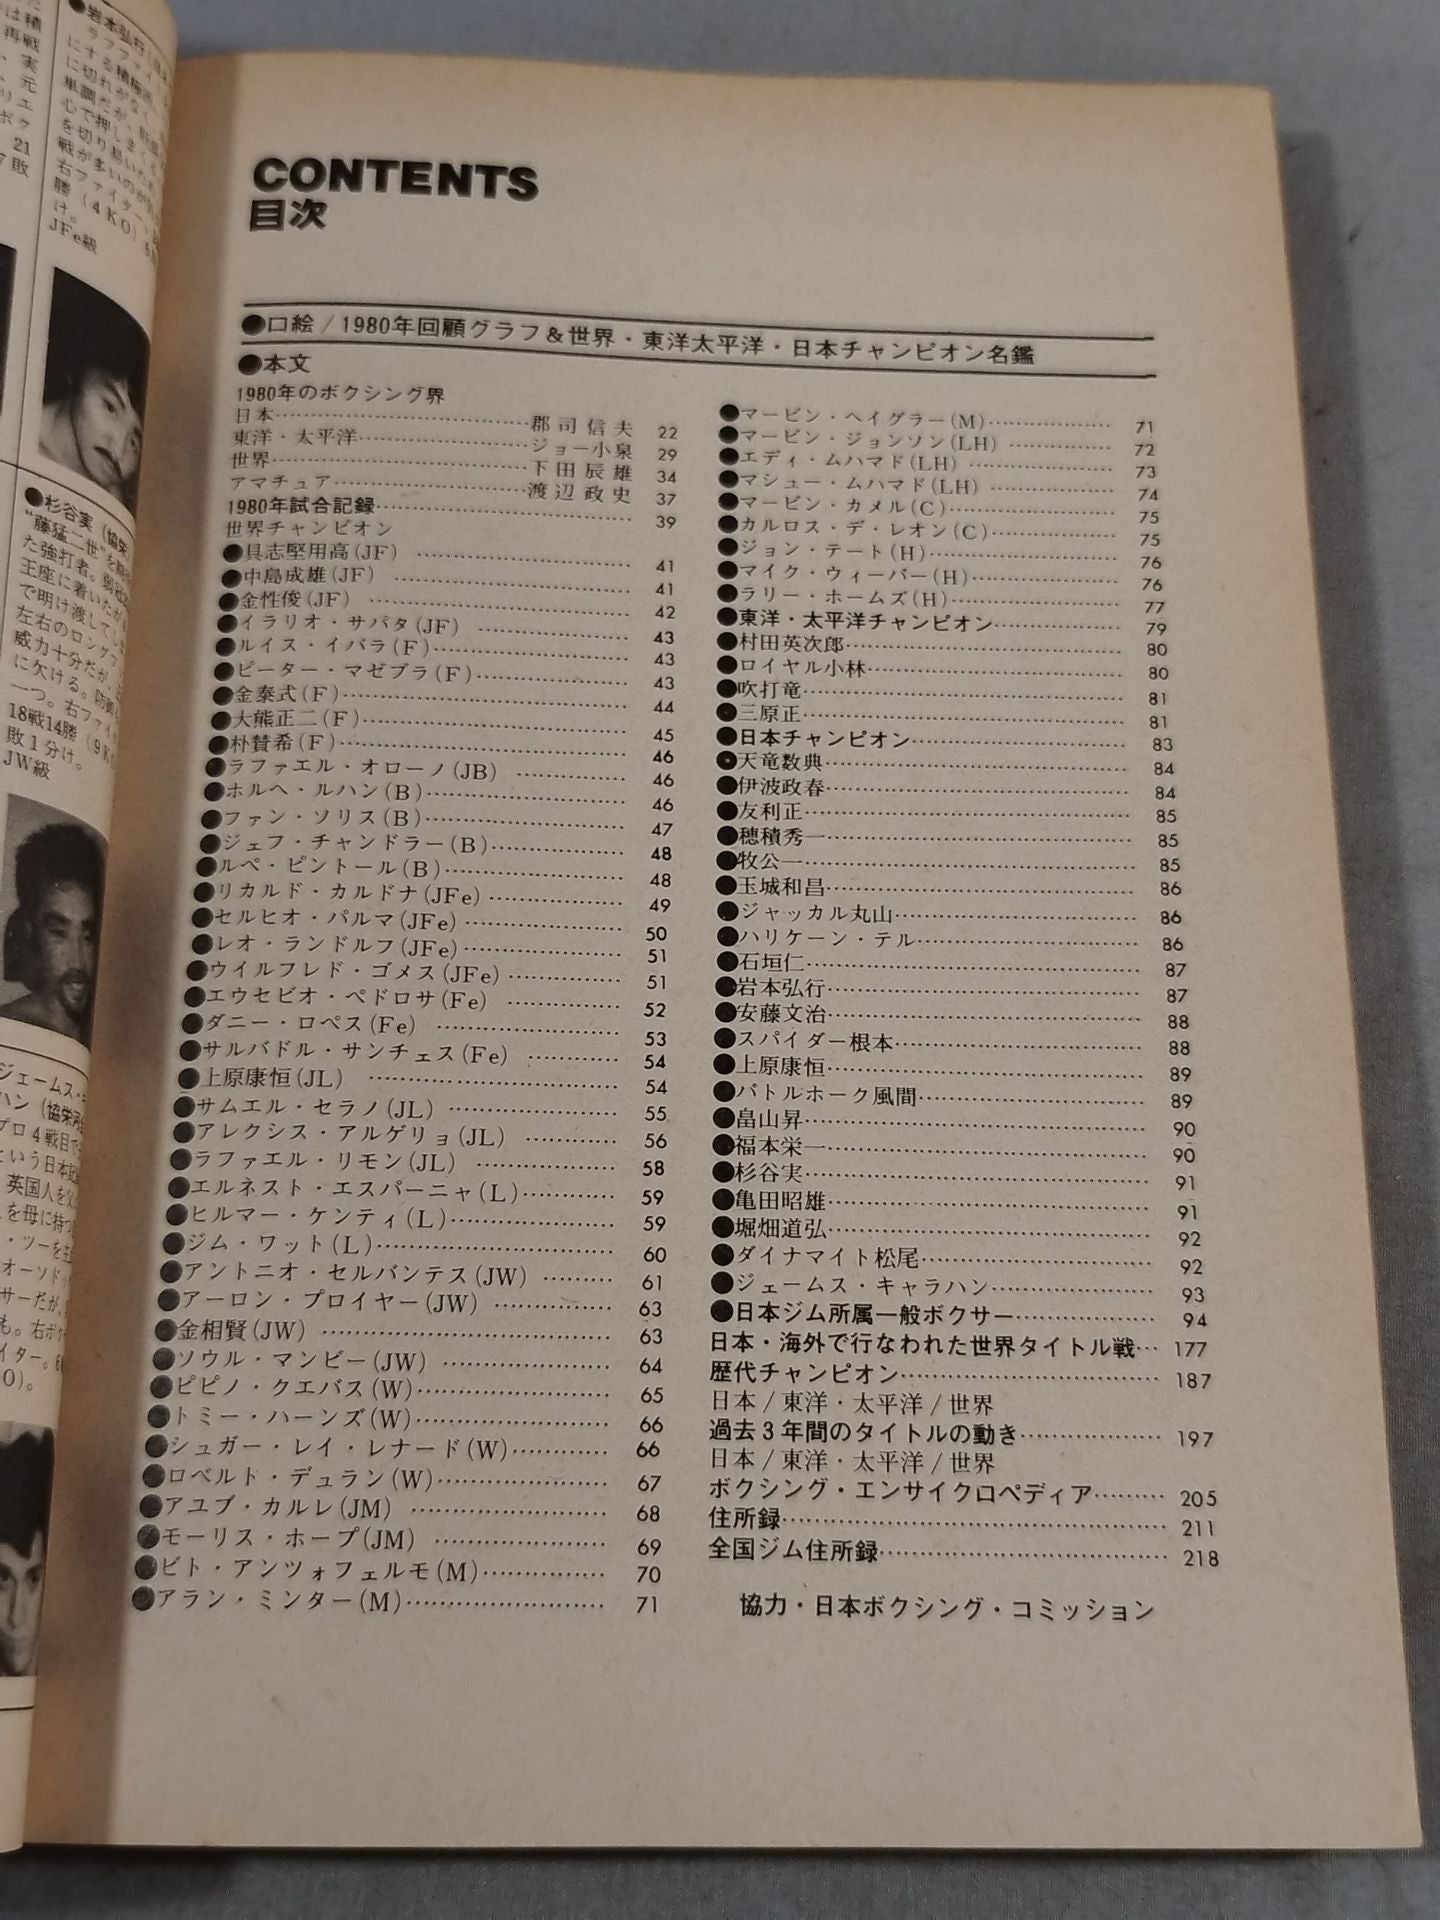 CONTENTS
目次
●口絵/1980年回顧グラフ&世界・東洋太平洋・日本チャンピオン名鑑
●本文
1980年のボクシング界
日本……郡司信夫 22
東洋・太平洋……ジョー小泉 29
世界……下田辰雄 34
アマチュア……渡辺政史 37
1980年試合記録……39
世界チャンピオン
●具志堅用高(JF)……41
●中島成雄(JF)……41
●金性俊(JF)……42
●イラリオ・サパタ(JF)……43
●ルイス・イバラ(F)……43
●ピーター・マゼブラ(F)……43
●金泰式(F)……44
●大熊正二(F)……45
●朴賛希(F)……46
●ラファエル・オローノ(JB)……46
●ホルヘ・ルハン(B)……46
●ファン・ソリス(B)……47
●ジェフ・チャンドラー(B)……48
●ルペ・ピントール(B)……48
●リカルド・カルドナ(JFe)……49
●セルヒオ・パルマ(JFe)……50
●レオ・ランドルフ(JFe)……51
●ウイルフレド・ゴメス(JFe)……51
●エウセビオ・ペドロサ(Fe)……52
●ダニー・ロペス(Fe)……53
●サルバドル・サンチェス(Fe)……54
●上原康恒(JL)……54
●サムエル・セラノ(JL)……55
●アレクシス・アルゲリョ(JL)……56
●ラファエル・リモン(JL)……58
●エルネスト・エスパーニャ(L)……59
●ヒルマー・ケンティ(L)……59
●ジム・ワット(L)……60
●アントニオ・セルバンテス(JW)……61
●アーロン・プロイヤー(JW)……63
●金相賢(JW)……63
●ソウル・マンビー(JW)……64
●ピピノ・クエバス(W)……65
●トミー・ハーンズ(W)……66
●シュガー・レイ・レナード(W)……66
●ロベルト・デュラン(W)……67
●アユブ・カルレ(JM)……68
●モーリス・ホープ(JM)……69
●ビト・アンツォフェルモ(M)……70
●アラン・ミンター(M)……71
●マービン・ヘイグラー(M)……71
●マービン・ジョンソン(LH)……72
●エディ・ムハマド(LH)……73
●マシュー・ムハマド(LH)……74
●マービン・カメル(C)……75
●カルロス・デ・レオン(C)……75
●ジョン・テート(H)……76
●マイク・ウィーバー(H)……76
●ラリー・ホームズ(H)……77
●東洋・太平洋チャンピオン……79
●村田英次郎……80
●ロイヤル小林……80
●吹打竜……81
●三原正……81
●日本チャンピオン……83
●天竜数典……84
●伊波政春……84
●友利正……85
●穂積秀一……85
●牧公一……85
●玉城和昌……86
●ジャッカル丸山……86
●ハリケーン・テル……86
●石垣仁……87
●岩本弘行……87
●安藤文治……88
●スパイダー根本……88
●上原康恒……89
●バトルホーク風間……89
●畠山昇……90
●福本栄一……90
●杉谷実……91
●亀田昭雄……91
●堀畑道弘……92
●ダイナマイト松尾……92
●ジェームス・キャラハン……93
●日本ジム所属一般ボクサー……94
日本・海外で行なわれた世界タイトル戦…177
歴代チャンピオン……187
日本/東洋・太平洋/世界
過去3年間のタイトルの動き……197
日本/東洋・太平洋/世界
ボクシング・エンサイクロペディア……205
住所録……211
全国ジム住所録……218
協力・日本ボクシング・コミッション